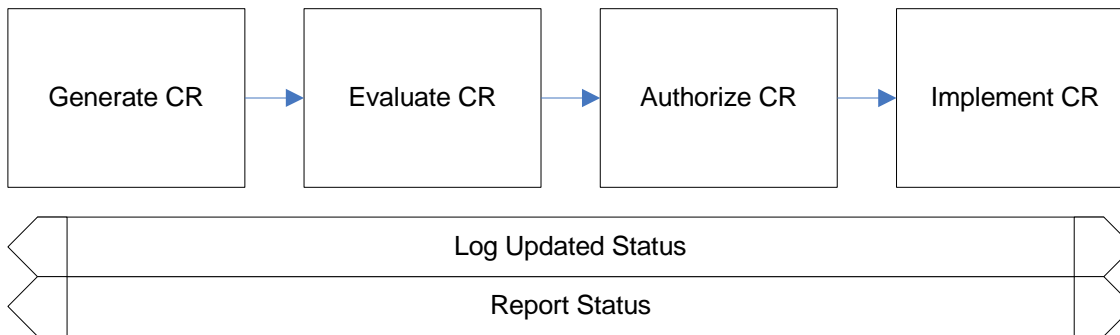 Generate CR
Evaluate CR
Authorize CR
Implement CR
Log Updated Status
Report Status